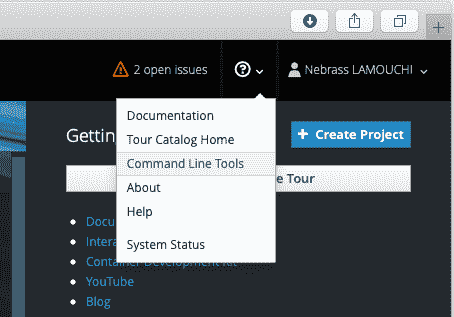 2 open issues
Nebrass LAMOUCHI
Documentation
Tour Catalog Home
Command Line Tools
About
Help
System Status
Getting
+ Create Project
Tour
YouTube
Blog